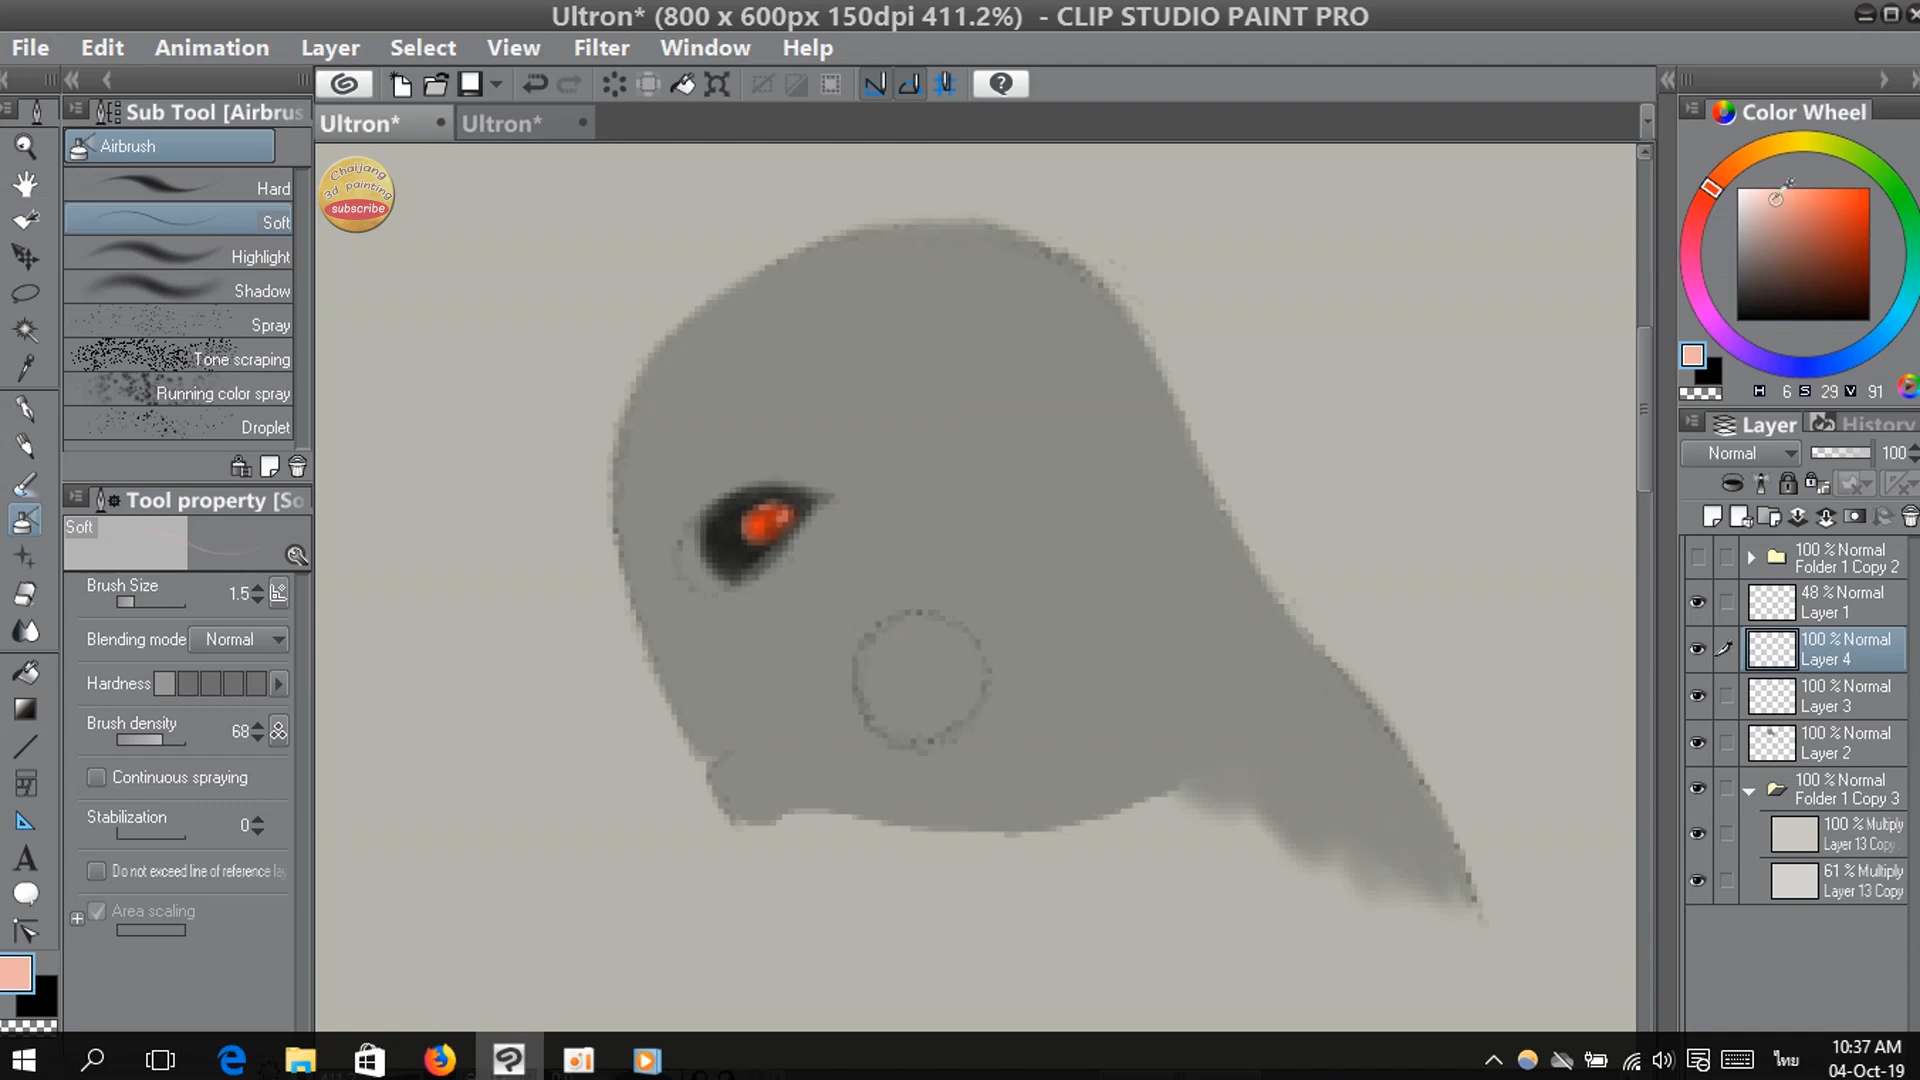 Ultron* (800 x 600px 150dpi 411.2%)  - CLIP STUDIO PAINT PRO
File Edit Animation Layer Select View Filter Window Help
Sub Tool [Airbrus
Airbrush
Hard
Soft
Highlight
Shadow
Spray
Tone scraping
Running color spray
Droplet
Tool property [So
Soft
Brush Size 1.5
Blending mode Normal
Hardness
Brush density 68
Continuous spraying
Stabilization 0
Do not exceed line of reference la
Area scaling
Ultron* Ultron*
Chaijang
3d painting
subscribe
Color Wheel
H 6 S 29 V 91
Layer History
Normal 100
100 % Normal
Folder 1 Copy 2
48 % Normal
Layer 1
100 % Normal
Layer 4
100 % Normal
Layer 3
100 % Normal
Layer 2
100 % Normal
Folder 1 Copy 3
100 % Multiply
Layer 13 Copy
61 % Multiply
Layer 13 Copy
ไทย
10:37 AM
04-Oct-19